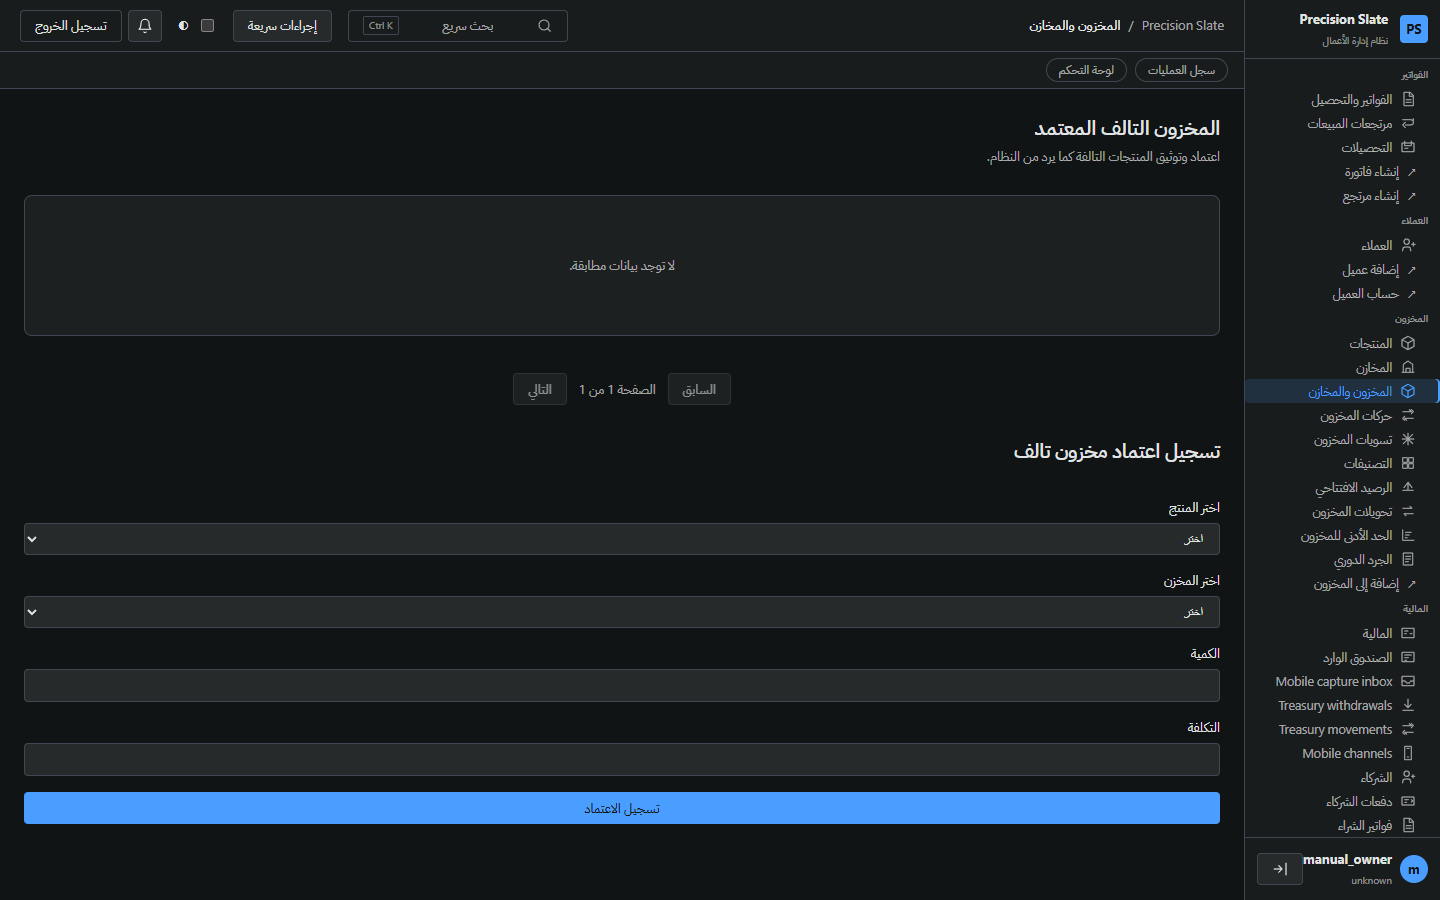 PS
Precision Slate
نظام إدارة الأعمال
Precision Slate / المخزون والمخازن
بحث سريع
Ctrl K
إجراءات سريعة
تسجيل الخروج
سجل العمليات
لوحة التحكم
الفواتير
الفواتير والتحصيل
مرتجعات المبيعات
التحصيلات
إنشاء فاتورة
إنشاء مرتجع
العملاء
العملاء
إضافة عميل
حساب العميل
المخزون
المنتجات
المخازن
المخزون والمخازن
حركات المخزون
تسويات المخزون
التصنيفات
الرصيد الافتتاحي
تحويلات المخزون
الحد الأدنى للمخزون
الجرد الدوري
إضافة إلى المخزون
المالية
المالية
الصندوق الوارد
Mobile capture inbox
Treasury withdrawals
Treasury movements
Mobile channels
الشركاء
دفعات الشركاء
فواتير الشراء
m
manual_owner
unknown
المخزون التالف المعتمد
اعتماد وتوثيق المنتجات التالفة كما يرد من النظام.
لا توجد بيانات مطابقة.
السابق
الصفحة 1 من 1
التالي
تسجيل اعتماد مخزون تالف
اختر المنتج
اختر
اختر المخزن
اختر
الكمية
التكلفة
تسجيل الاعتماد